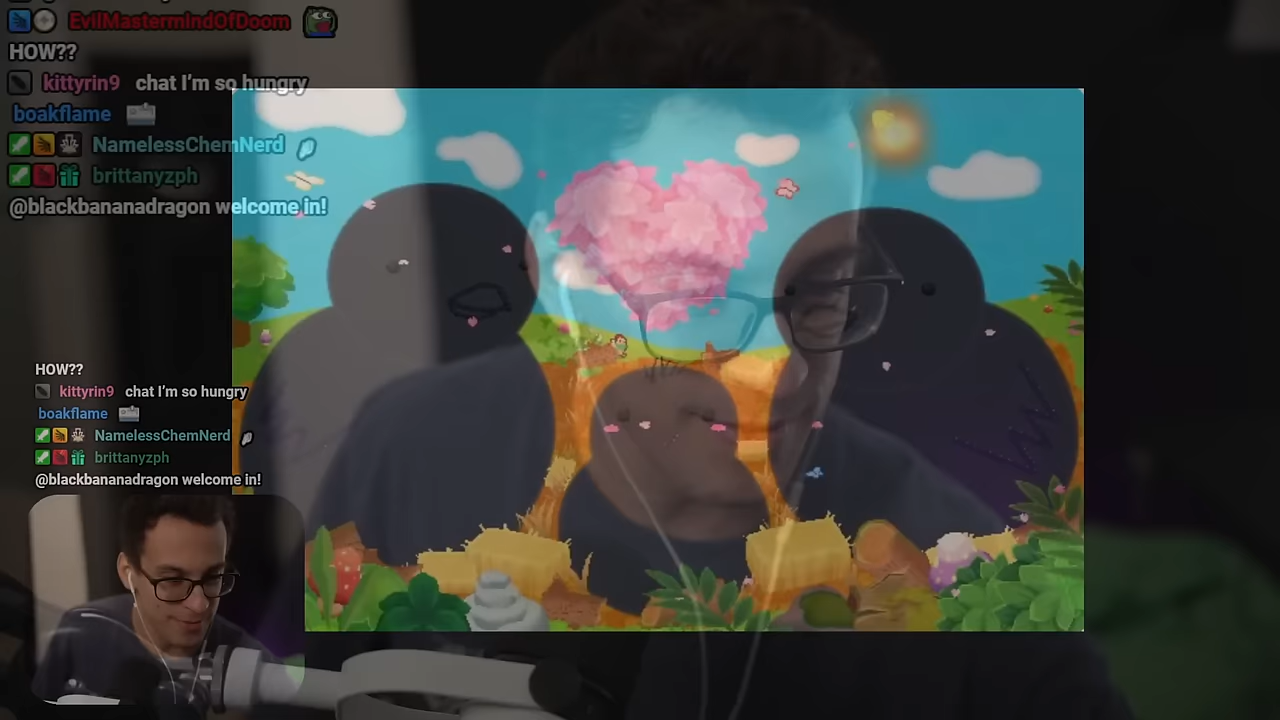 EvilMastermindOfDoom
HOW??
kittyrin9 chat I'm so hungry
boakflame
NamelessChemNerd
brittanyzph
@blackbananadragon welcome in!
HOW??
kittyrin9 chat I'm so hungry
boakflame
NamelessChemNerd
brittanyzph
@blackbananadragon welcome in!